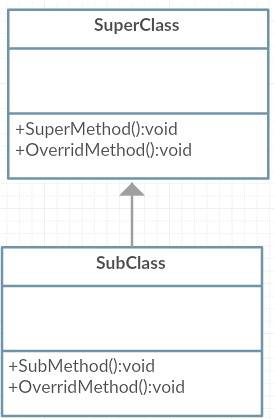 SuperClass
+SuperMethod():void
+OverridMethod():void
SubClass
+SubMethod():void
+OverridMethod():void